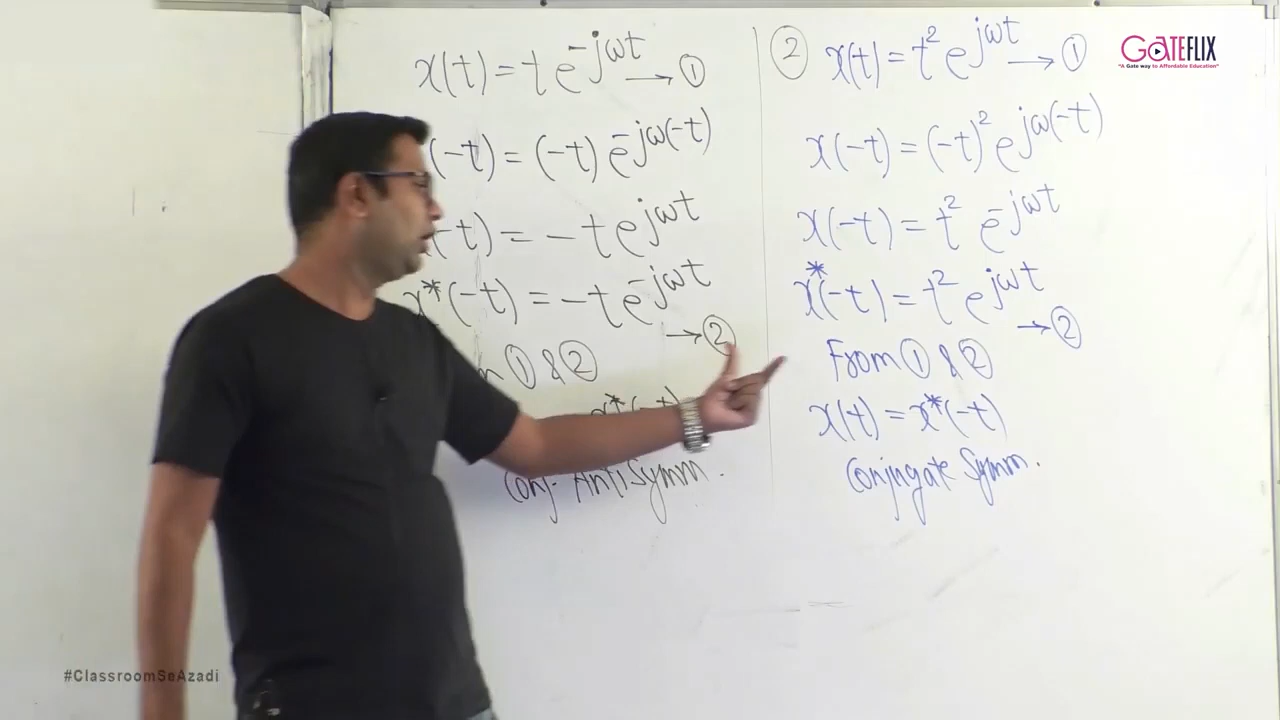 x(t) = t e^{-jωt} → ①
(-t) = (-t) e^{-jω(-t)}
-t) = -t e^{jωt}
x*(-t) = -t e^{-jωt}
→ ②
m ① & ②
x*(-t)
Conj. AntiSymm.
② x(t) = t² e^{jωt} → ①
x(-t) = (-t)² e^{jω(-t)}
x(-t) = t² e^{-jωt}
x*(-t) = t² e^{jωt}
→ ②
From ① & ②
x(t) = x*(-t)
Conjugate Symm.
GATEFLIX
"A Gate way to Affordable Education"
#ClassroomSeAzadi